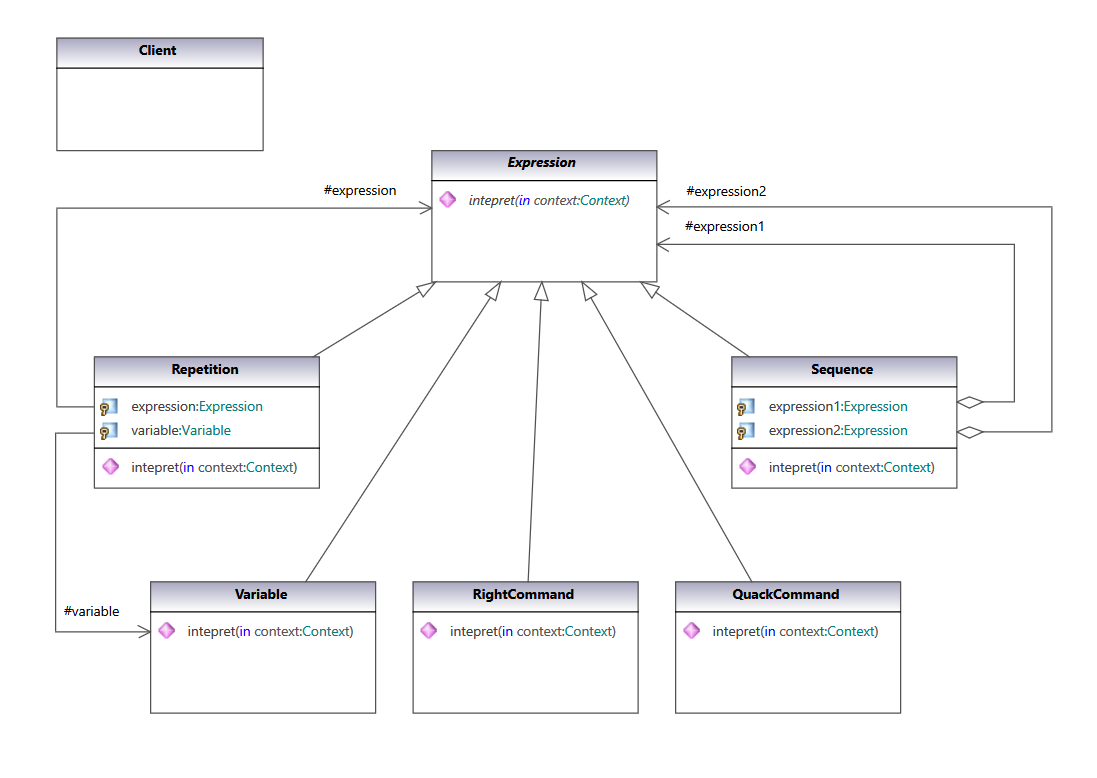 Client
Expression
intepret(in context:Context)
#expression
#expression2
#expression1
Repetition
expression:Expression
variable:Variable
intepret(in context:Context)
Sequence
expression1:Expression
expression2:Expression
intepret(in context:Context)
#variable
Variable
intepret(in context:Context)
RightCommand
intepret(in context:Context)
QuackCommand
intepret(in context:Context)